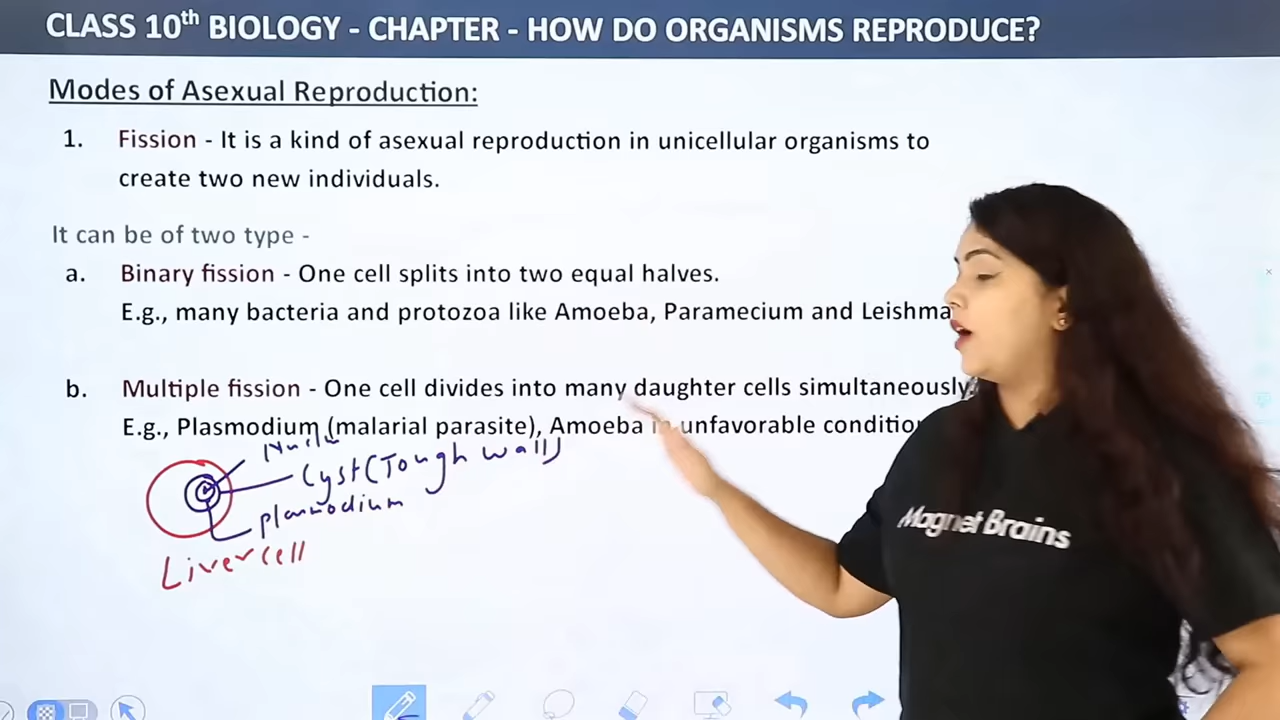 CLASS 10th BIOLOGY - CHAPTER - HOW DO ORGANISMS REPRODUCE?
Modes of Asexual Reproduction:
1. Fission - It is a kind of asexual reproduction in unicellular organisms to
create two new individuals.
It can be of two type -
a. Binary fission - One cell splits into two equal halves.
E.g., many bacteria and protozoa like Amoeba, Paramecium and Leishma
b. Multiple fission - One cell divides into many daughter cells simultaneously
E.g., Plasmodium (malarial parasite), Amoeba in unfavorable conditio
Cyst (Tough wall)
plasmodium
Liver cell
Magnet Brains